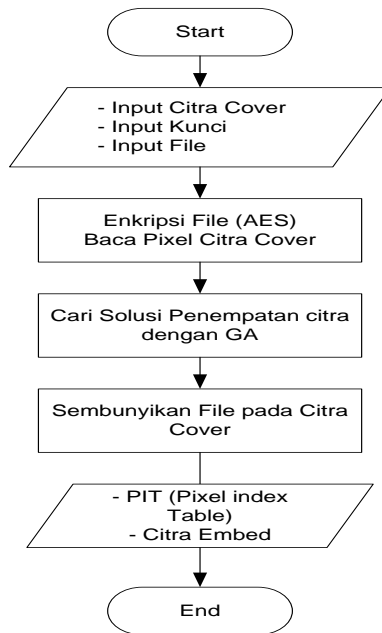 Start
- Input Citra Cover
- Input Kunci
- Input File
Enkripsi File (AES)
Baca Pixel Citra Cover
Cari Solusi Penempatan citra
dengan GA
Sembunyikan File pada Citra
Cover
- PIT (Pixel index
Table)
- Citra Embed
End